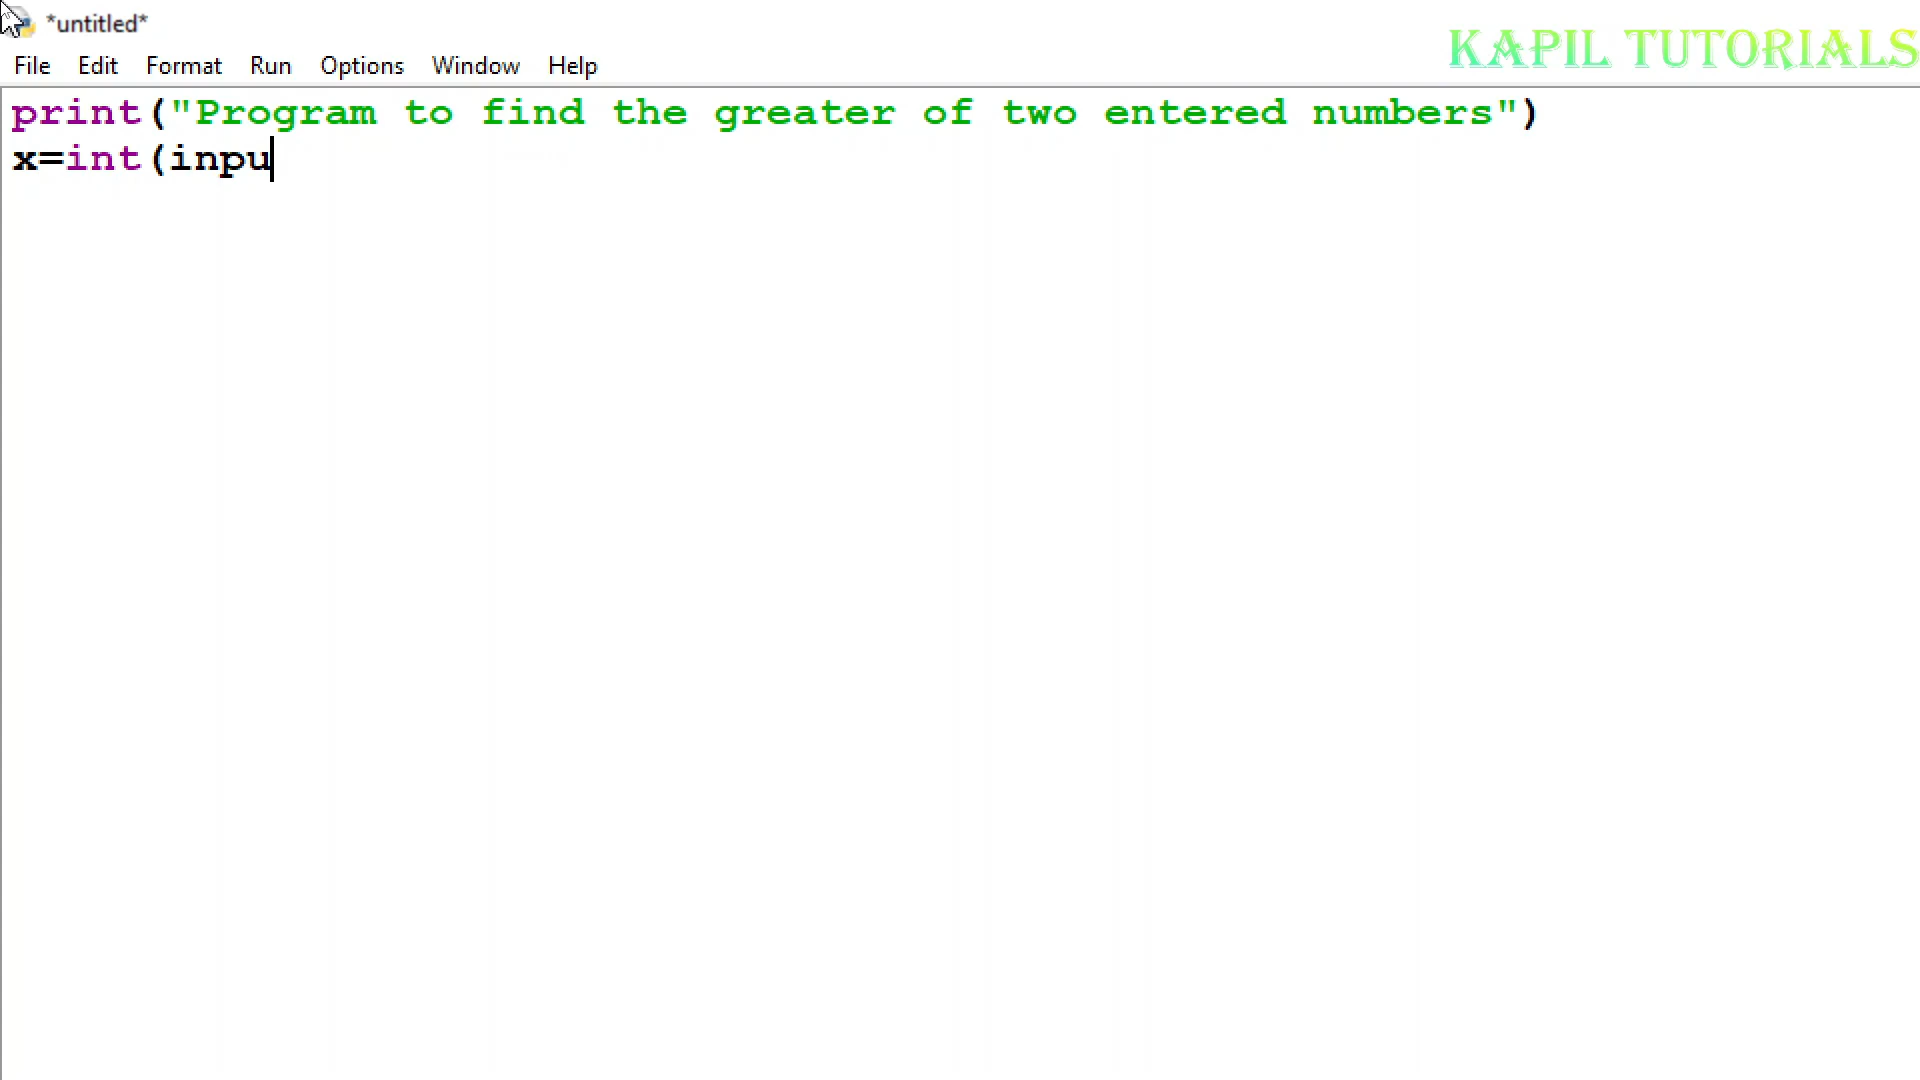 *untitled*
KAPIL TUTORIALS
File Edit Format Run Options Window Help
print("Program to find the greater of two entered numbers")
x=int(inpu